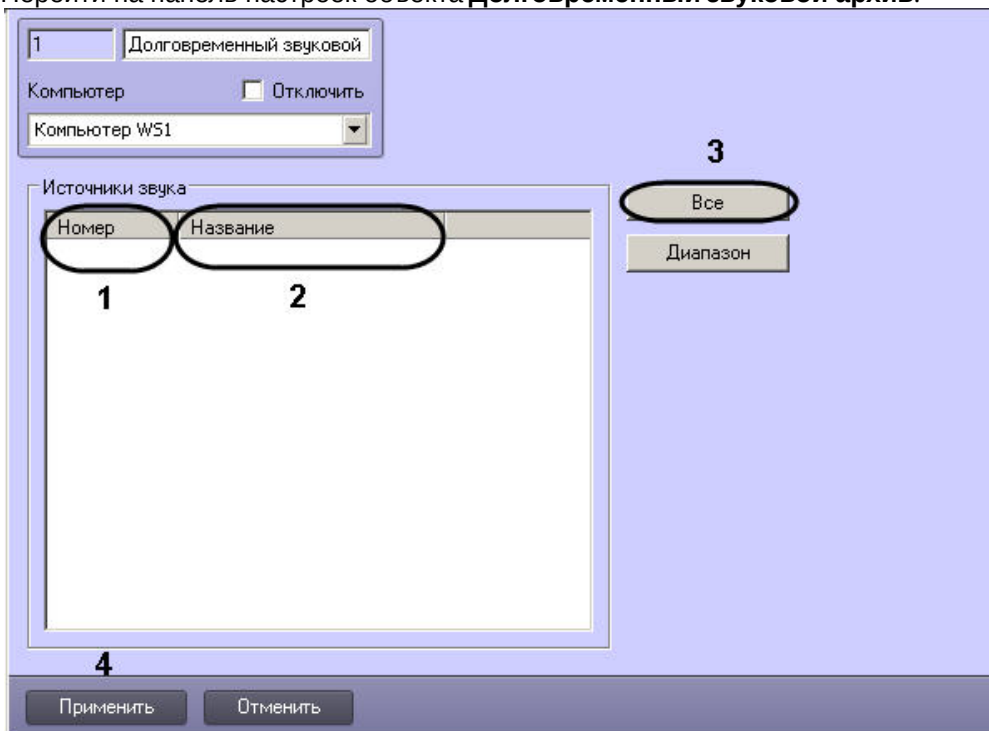 Перейти на панель настроек объекта Долговременный звуковой архив.
1 Долговременный звуковой
Компьютер Отключить
Компьютер WS1
3
Источники звука
Все
Номер Название
Диапазон
1 2
4
Применить Отменить